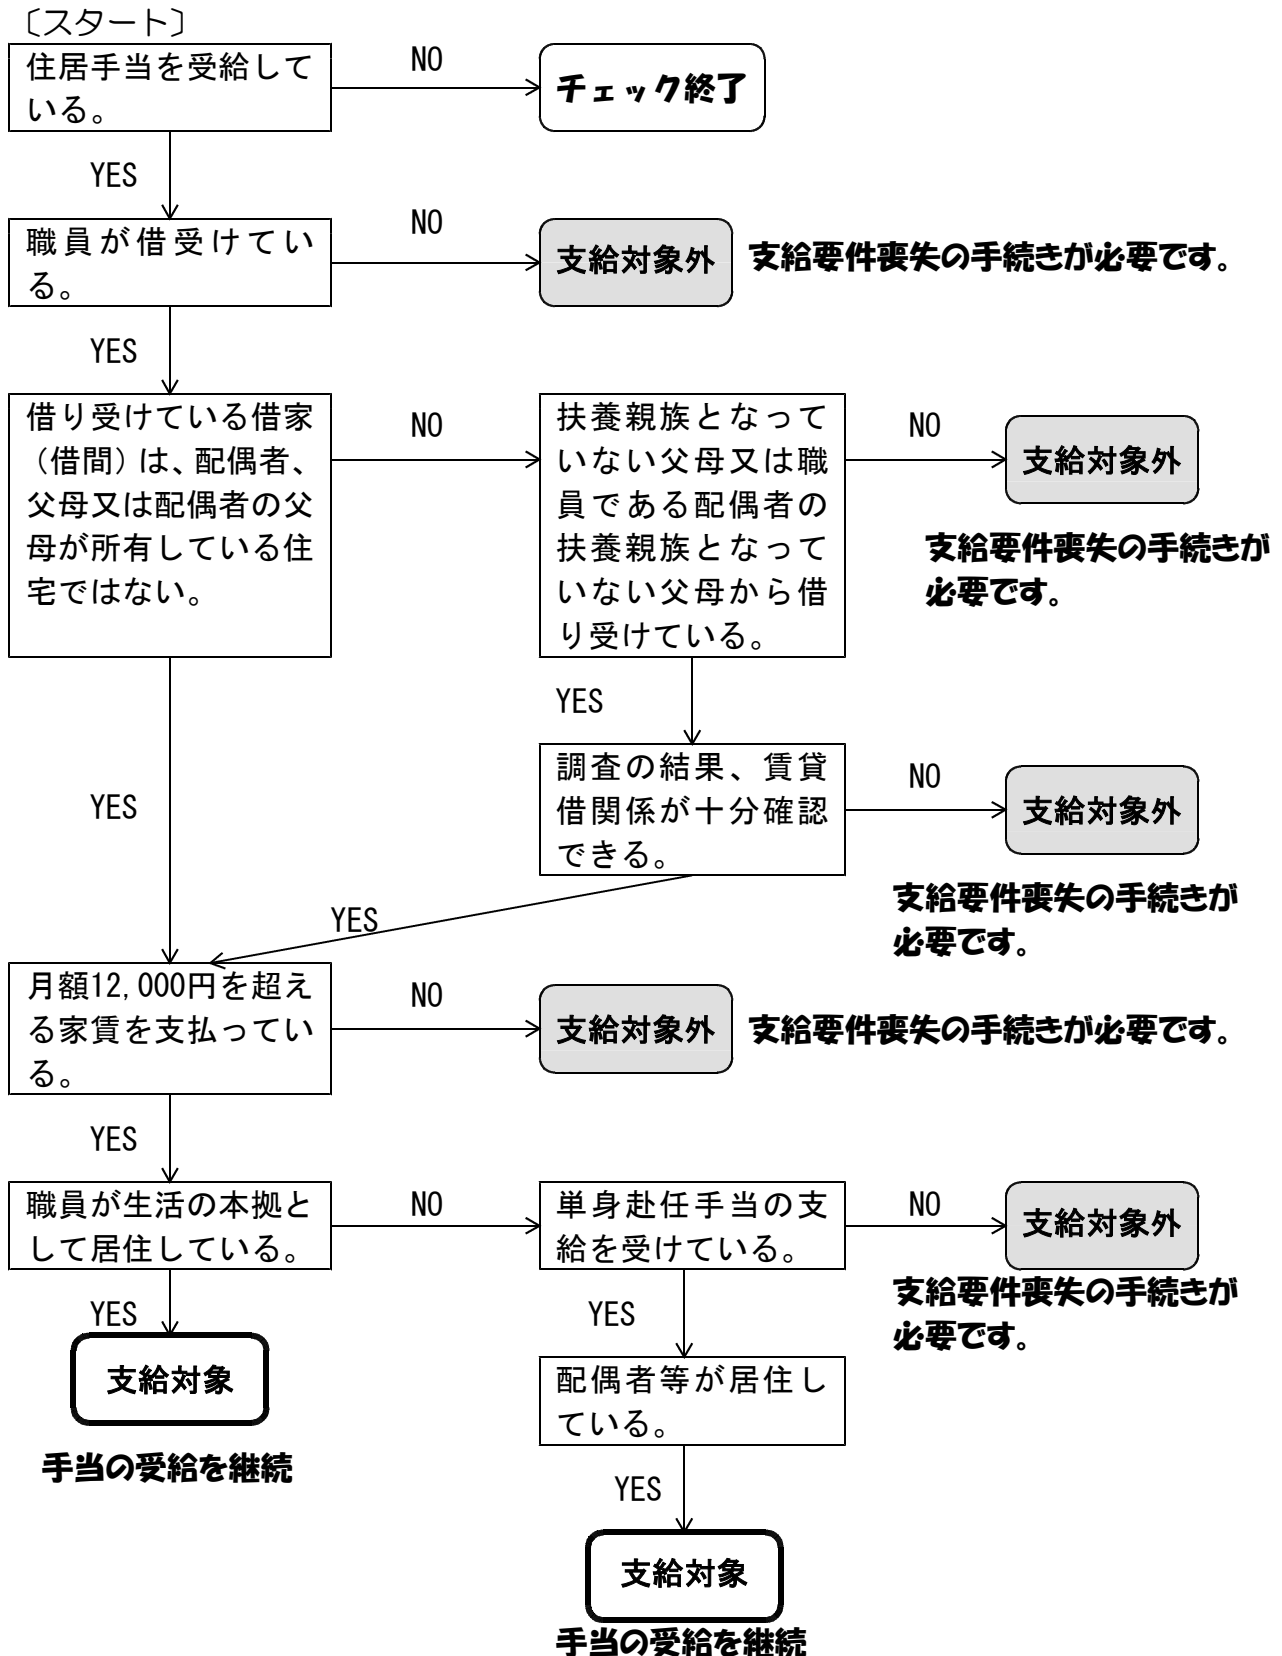 〔スタート〕
住居手当を受給して
いる。
NO
チェック終了
YES
職員が借受けてい
る。
NO
支給対象外
支給要件喪失の手続きが必要です。
YES
借り受けている借家
（借間）は、配偶者、
父母又は配偶者の父
母が所有している住
宅ではない。
NO
扶養親族となって
いない父母又は職
員である配偶者の
扶養親族となって
いない父母から借
り受けている。
NO
支給対象外
支給要件喪失の手続きが
必要です。
YES
調査の結果、賃貸
借関係が十分確認
できる。
NO
支給対象外
支給要件喪失の手続きが
必要です。
YES
YES
月額12,000円を超え
る家賃を支払ってい
る。
NO
支給対象外
支給要件喪失の手続きが必要です。
YES
職員が生活の本拠と
して居住している。
NO
単身赴任手当の支
給を受けている。
NO
支給対象外
支給要件喪失の手続きが
必要です。
YES
支給対象
手当の受給を継続
YES
配偶者等が居住し
ている。
YES
支給対象
手当の受給を継続